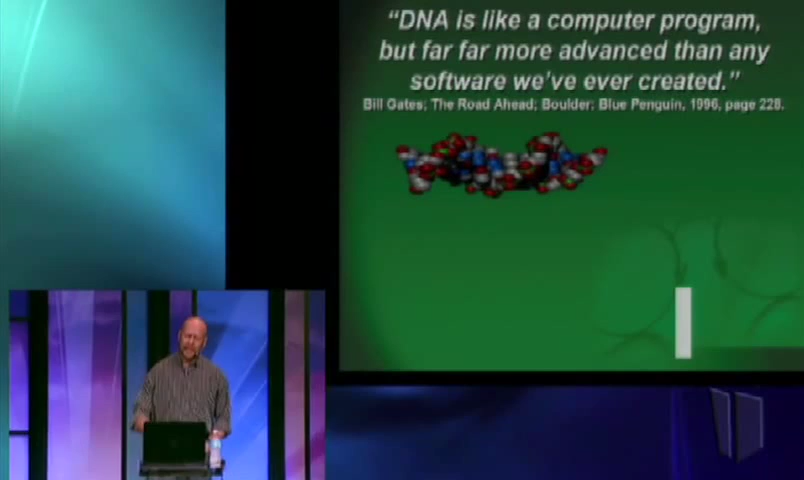 “DNA is like a computer program,
but far far more advanced than any
software we’ve ever created.”
Bill Gates; The Road Ahead; Boulder: Blue Penguin, 1996, page 228.